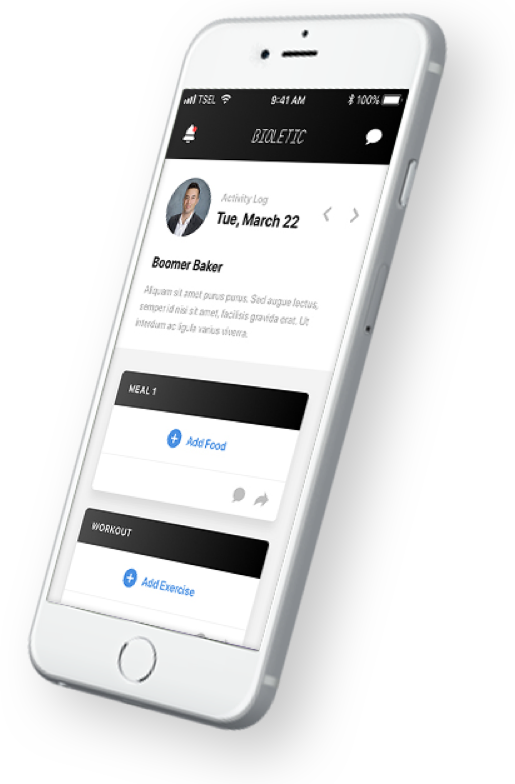 TSEL 9:41 AM 100%
BIOLETIC
Activity Log
Tue, March 22
Boomer Baker
Aliquam sit amet purus purus. Sed augue lectus,
semper id nisi sit amet, facilisis gravida erat. Ut
interdum ac ligula varius viverra.
MEAL 1
Add Food
WORKOUT
Add Exercise